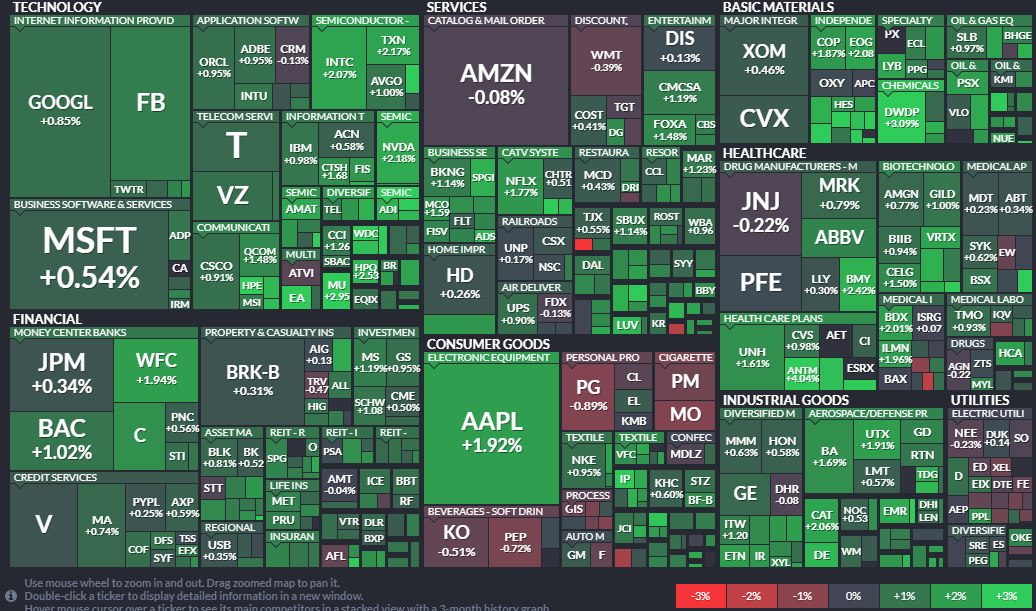 TECHNOLOGY
INTERNET INFORMATION PROVID
GOOGL
+0.85%
FB
TWTR
APPLICATION SOFTW
ORCL
+0.95%
ADBE
+0.95%
CRM
-0.13%
INTU
SEMICONDUCTOR -
INTC
+2.07%
TXN
+2.17%
AVGO
+1.00%
TELECOM SERVI
T
VZ
INFORMATION T
IBM
+0.98%
ACN
+0.58%
CTSH
+1.68
FIS
SEMIC
NVDA
+2.18%
BUSINESS SOFTWARE & SERVICES
MSFT
+0.54%
ADP
CA
IRM
COMMUNICATI
CSCO
+0.91%
QCOM
+1.48%
HPE
MSI
SEMIC
AMAT
DIVERSIF
TEL
SEMIC
ADI
MULTI
ATVI
EA
CCI
+1.26
SBAC
MU
+2.95
WDC
HPQ
+2.53
BR
EQIX
FINANCIAL
MONEY CENTER BANKS
JPM
+0.34%
WFC
+1.94%
BAC
+1.02%
C
PNC
+0.56%
STI
PROPERTY & CASUALTY INS
BRK-B
+0.31%
AIG
+0.13
TRV
-0.47
ALL
HIG
INVESTMEN
MS
+1.19%
GS
+0.95%
SCHW
+1.08
CME
+0.50%
CREDIT SERVICES
V
MA
+0.74%
PYPL
+0.25%
AXP
+0.59%
COF
DFS
TSS
SYF
EFX
ASSET MA
BLK
+0.81%
BK
+0.52
STT
REGIONAL
USB
+0.35%
REIT - R
SPG
O
LIFE INS
MET
PRU
INSURAN
REIT - I
PSA
REIT -
AMT
-0.04%
ICE
BBT
RF
VTR
DLR
BXP
AFL
SERVICES
CATALOG & MAIL ORDER
AMZN
-0.08%
DISCOUNT,
WMT
-0.39%
COST
+0.41%
TGT
DG
ENTERTAINM
DIS
+0.13%
CMCSA
+1.19%
FOXA
+1.48%
CBS
BUSINESS SE
BKNG
+1.14%
SPGI
MCO
+1.59
FISV
FLT
ADS
CATV SYSTE
NFLX
+1.77%
CHTR
+0.51
RESTAURA
MCD
+0.43%
DRI
RESOR
CCL
MAR
+1.23%
RAILROADS
UNP
+0.17%
CSX
NSC
TJX
+0.55%
SBUX
+1.14%
ROST
WBA
+0.96
HOME IMPR
HD
+0.26%
AIR DELIVER
UPS
+0.90%
FDX
-0.13%
DAL
SYY
BBY
LUV
KR
CONSUMER GOODS
ELECTRONIC EQUIPMENT
AAPL
+1.92%
PERSONAL PRO
PG
-0.89%
CL
EL
KMB
CIGARETTE
PM
MO
BEVERAGES - SOFT DRIN
KO
-0.51%
PEP
-0.72%
TEXTILE
NKE
+0.95%
TEXTILE
VFC
CONFEC
MDLZ
PROCESS
GIS
IP
KHC
+0.60%
STZ
BF-B
AUTO M
GM
F
JCI
BASIC MATERIALS
MAJOR INTEGR
XOM
+0.46%
CVX
INDEPENDE
COP
+1.87%
EOG
+2.08
OXY
APC
HES
SPECIALTY
PX
ECL
LYB
PPG
CHEMICALS
DWDP
+3.09%
OIL & GAS EQ
SLB
+0.97%
BHGE
OIL &
PSX
VLO
OIL &
KMI
NUE
HEALTHCARE
DRUG MANUFACTURERS - M
JNJ
-0.22%
MRK
+0.79%
ABBV
PFE
LLY
+0.30%
BMY
+2.42%
BIOTECHNOLO
AMGN
+0.77%
GILD
+1.00%
BIIB
+0.94%
VRTX
CELG
+1.50%
MEDICAL AP
MDT
+0.23%
ABT
+0.34%
SYK
+0.62%
EW
BSX
HEALTH CARE PLANS
UNH
+1.61%
CVS
+0.98%
AET
CI
ANTM
+4.04%
ESRX
MEDICAL I
BDX
+2.01%
ISRG
+0.07
ILMN
+1.96%
BAX
MEDICAL LABO
TMO
+0.93%
IQV
DRUGS
AGN
-0.22
ZTS
MYL
HCA
INDUSTRIAL GOODS
DIVERSIFIED M
MMM
+0.63%
HON
+0.58%
GE
DHR
-0.08
AEROSPACE/DEFENSE PR
BA
+1.69%
UTX
+1.91%
GD
RTN
LMT
+0.57%
TDG
ITW
+1.20
ETN
IR
XYL
CAT
+2.06%
DE
NOC
+0.53
EMR
DHI
LEN
WM
UTILITIES
ELECTRIC UTILI
NEE
-0.23%
DUK
+0.14
SO
D
ED
XEL
EIX
DTE
FE
AEP
PPL
DIVERSIFIE
SRE
ES
PEG
OKE
Use mouse wheel to zoom in and out. Drag zoomed map to pan it.
Double-click a ticker to display detailed information in a new window.
Hover mouse cursor over a ticker to see its main competitors in a stacked view with a 3-month history graph.
-3% -2% -1% 0% +1% +2% +3%